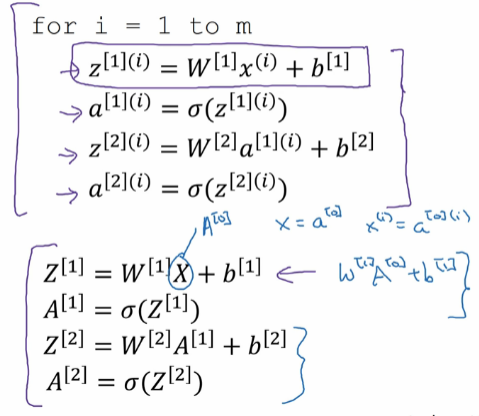 for i = 1 to m
→ z^[1](i) = W^[1]x^(i) + b^[1]
→ a^[1](i) = σ(z^[1](i))
→ z^[2](i) = W^[2]a^[1](i) + b^[2]
→ a^[2](i) = σ(z^[2](i))
A^[0] x = a^[0] x^(i) = a^[0](i)
Z^[1] = W^[1]X + b^[1] ← W^[1]A^[0] + b^[1]
A^[1] = σ(Z^[1])
Z^[2] = W^[2]A^[1] + b^[2]
A^[2] = σ(Z^[2])